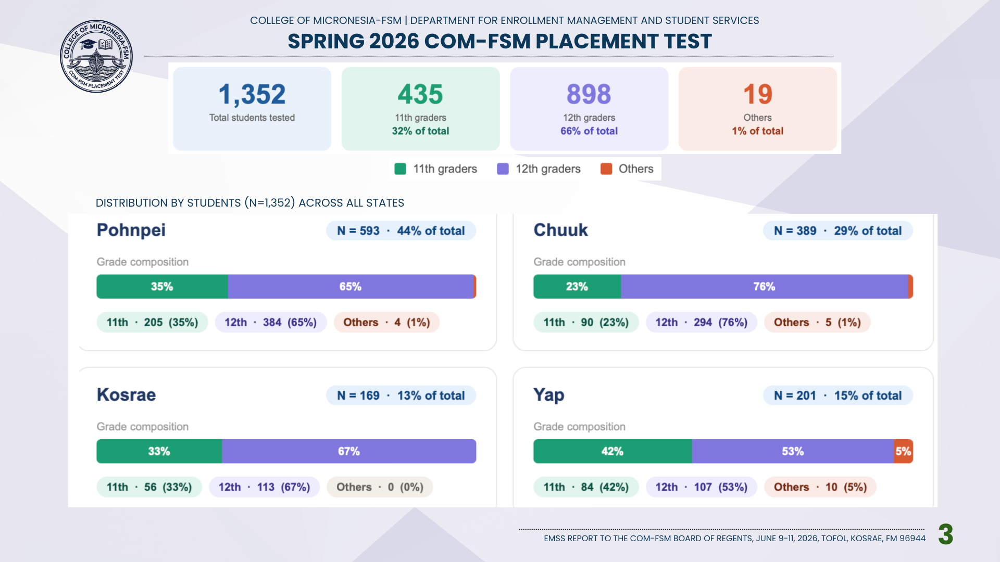 COLLEGE OF MICRONESIA-FSM | DEPARTMENT FOR ENROLLMENT MANAGEMENT AND STUDENT SERVICES
SPRING 2026 COM-FSM PLACEMENT TEST
COLLEGE OF MICRONESIA-FSM
COM-FSM PLACEMENT TEST
1,352
Total students tested
435
11th graders
32% of total
898
12th graders
66% of total
19
Others
1% of total
11th graders
12th graders
Others
DISTRIBUTION BY STUDENTS (N=1,352) ACROSS ALL STATES
Pohnpei
N = 593 · 44% of total
Grade composition
35%
65%
11th · 205 (35%)
12th · 384 (65%)
Others · 4 (1%)
Chuuk
N = 389 · 29% of total
Grade composition
23%
76%
11th · 90 (23%)
12th · 294 (76%)
Others · 5 (1%)
Kosrae
N = 169 · 13% of total
Grade composition
33%
67%
11th · 56 (33%)
12th · 113 (67%)
Others · 0 (0%)
Yap
N = 201 · 15% of total
Grade composition
42%
53%
5%
11th · 84 (42%)
12th · 107 (53%)
Others · 10 (5%)
EMSS REPORT TO THE COM-FSM BOARD OF REGENTS, JUNE 9-11, 2026, TOFOL, KOSRAE, FM 96944
3